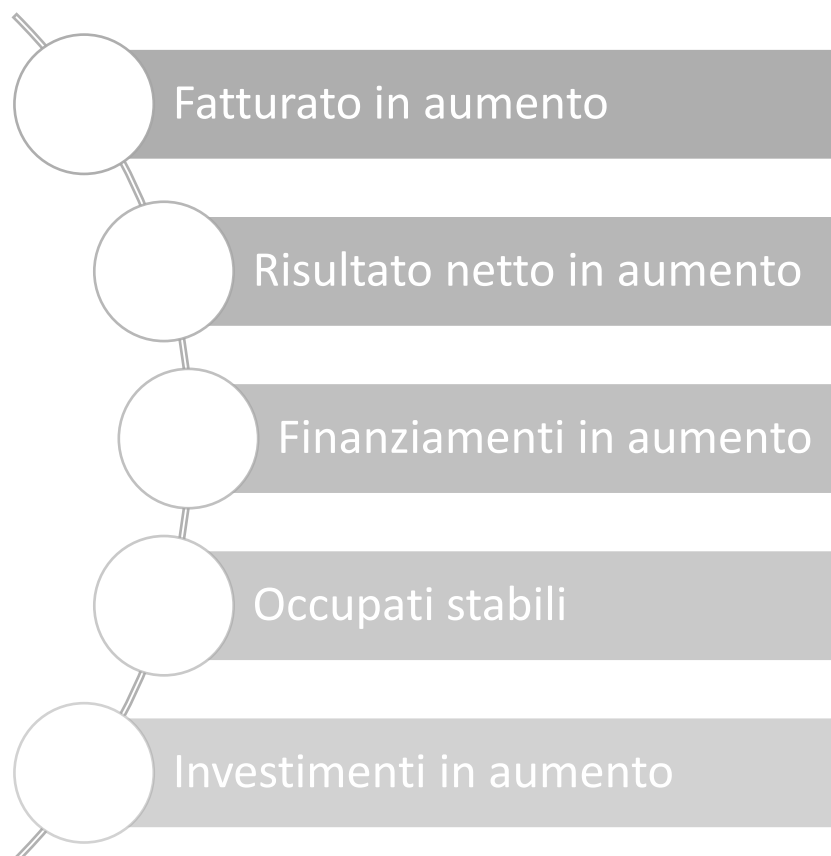 Fatturato in aumento
Risultato netto in aumento
Finanziamenti in aumento
Occupati stabili
Investimenti in aumento